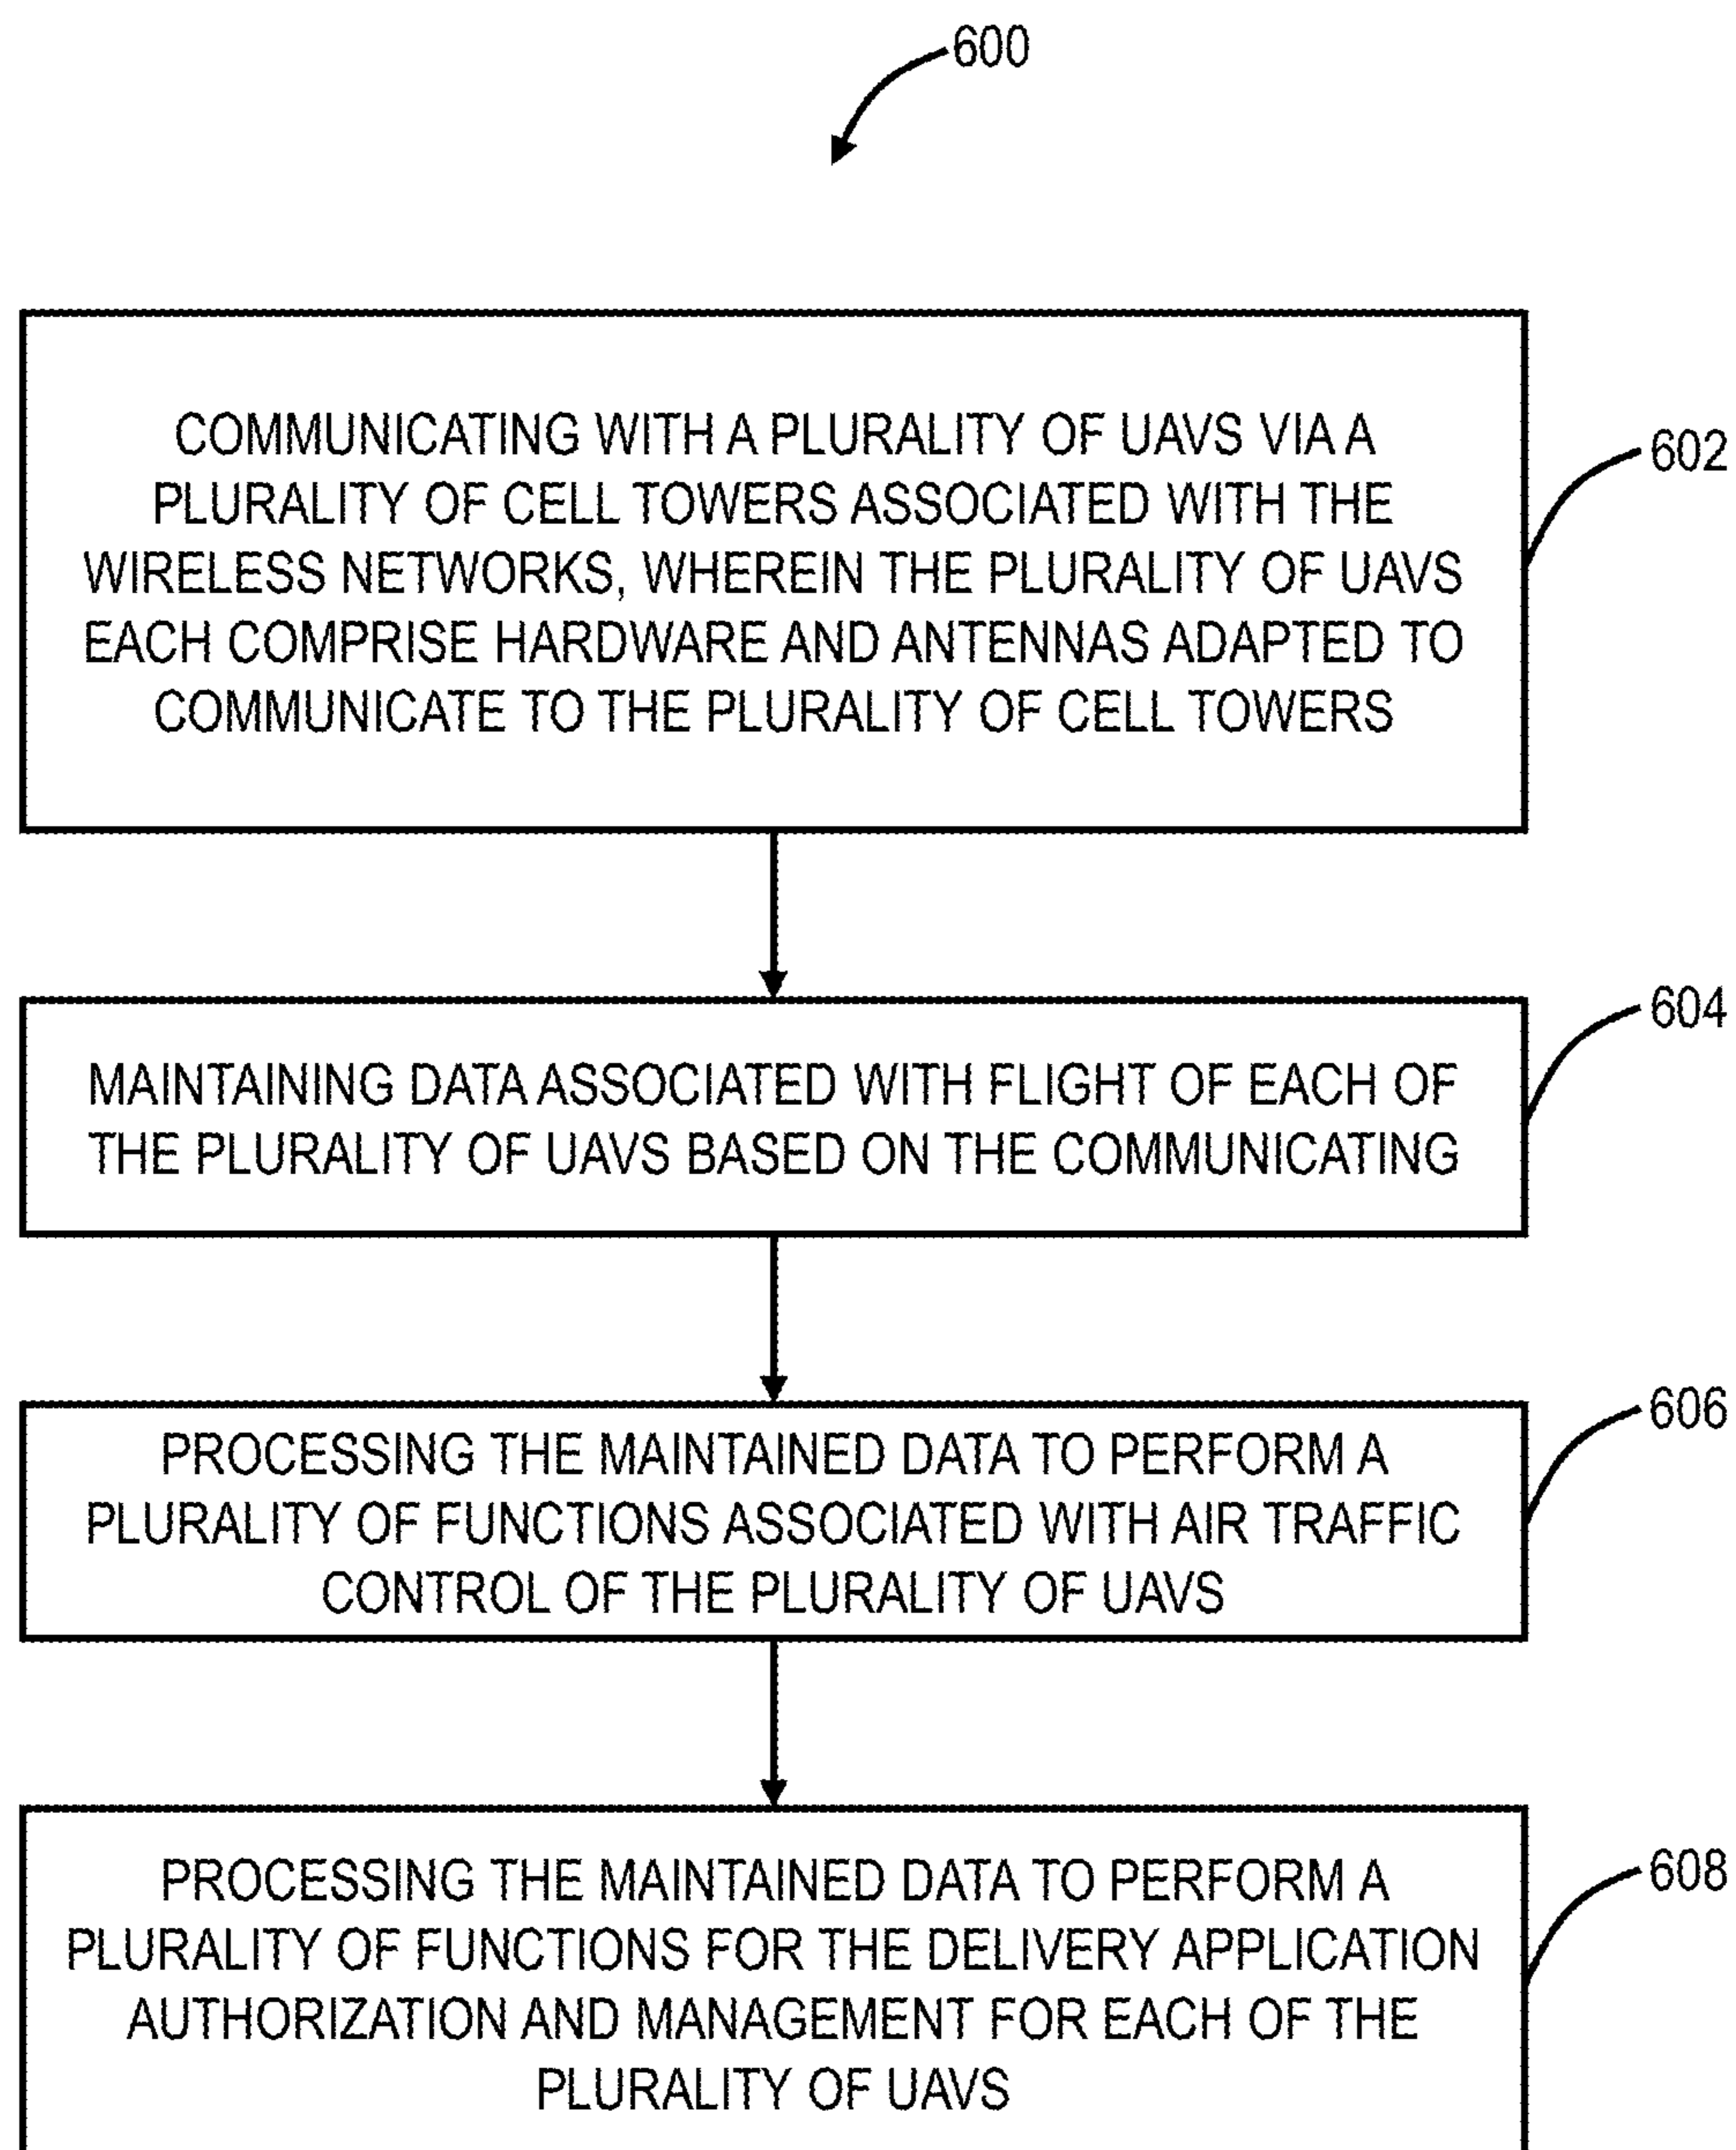 600
COMMUNICATING WITH A PLURALITY OF UAVS VIA A
PLURALITY OF CELL TOWERS ASSOCIATED WITH THE
WIRELESS NETWORKS, WHEREIN THE PLURALITY OF UAVS
EACH COMPRISE HARDWARE AND ANTENNAS ADAPTED TO
COMMUNICATE TO THE PLURALITY OF CELL TOWERS
602
MAINTAINING DATA ASSOCIATED WITH FLIGHT OF EACH OF
THE PLURALITY OF UAVS BASED ON THE COMMUNICATING
604
PROCESSING THE MAINTAINED DATA TO PERFORM A
PLURALITY OF FUNCTIONS ASSOCIATED WITH AIR TRAFFIC
CONTROL OF THE PLURALITY OF UAVS
606
PROCESSING THE MAINTAINED DATA TO PERFORM A
PLURALITY OF FUNCTIONS FOR THE DELIVERY APPLICATION
AUTHORIZATION AND MANAGEMENT FOR EACH OF THE
PLURALITY OF UAVS
608